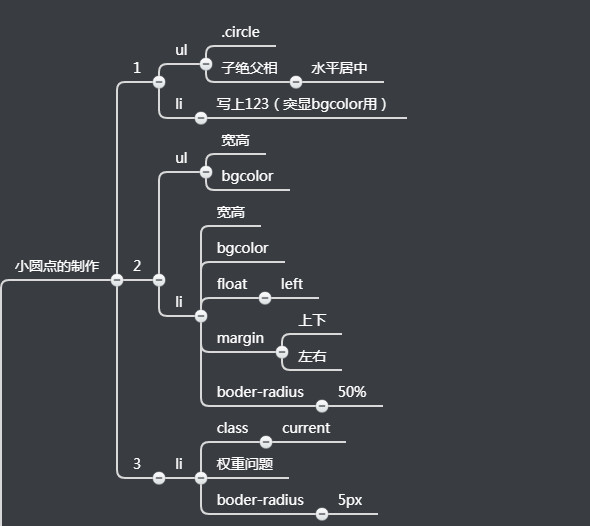 .circle
ul
子绝父相
水平居中
1
li
写上123（突显bgcolor用）
宽高
ul
bgcolor
宽高
bgcolor
小圆点的制作
2
float
left
li
上下
margin
左右
boder-radius
50%
class
current
3
li
权重问题
boder-radius
5px